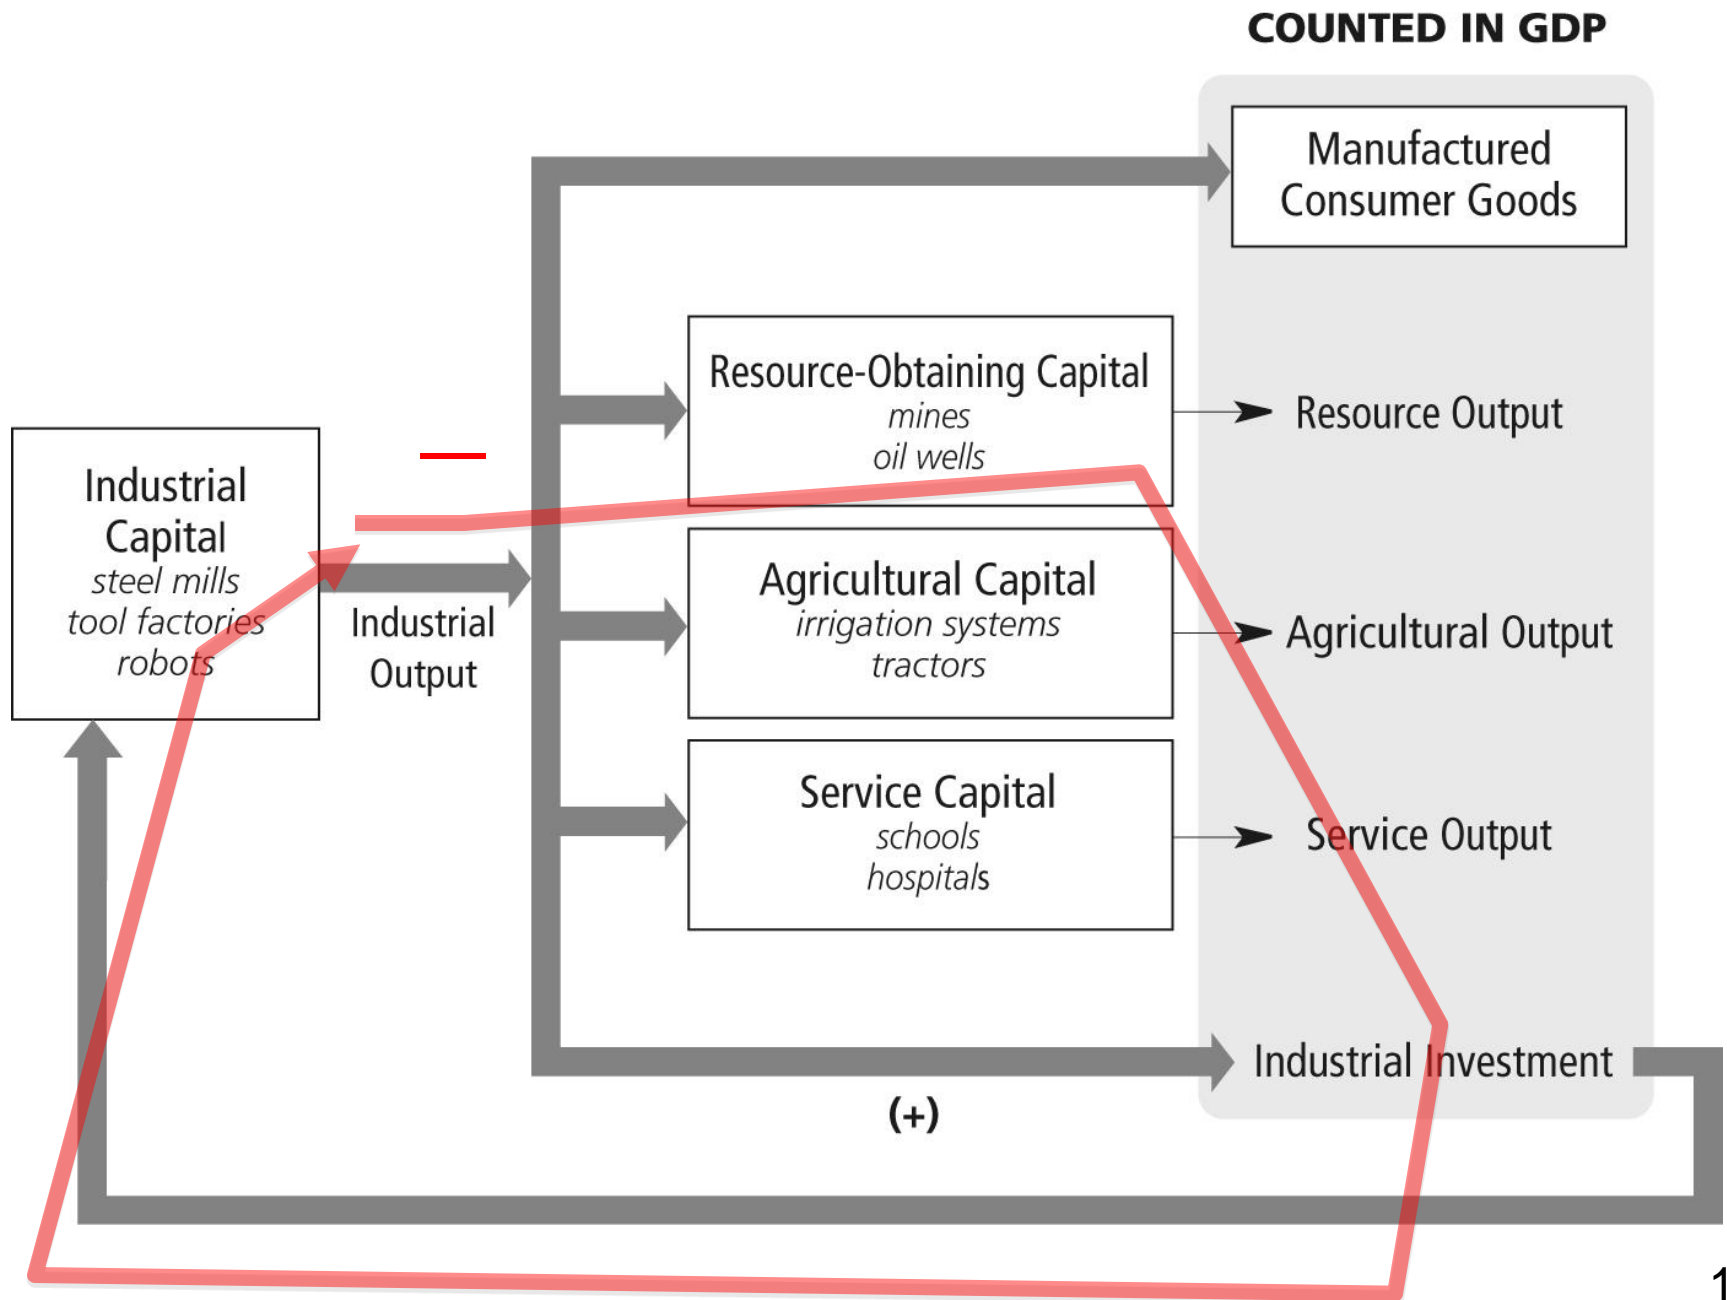 COUNTED IN GDP
Manufactured
Consumer Goods
Resource-Obtaining Capital
mines
oil wells
Resource Output
Industrial
Capital
steel mills
tool factories
robots
Industrial
Output
Agricultural Capital
irrigation systems
tractors
Agricultural Output
Service Capital
schools
hospitals
Service Output
Industrial Investment
(+)
1